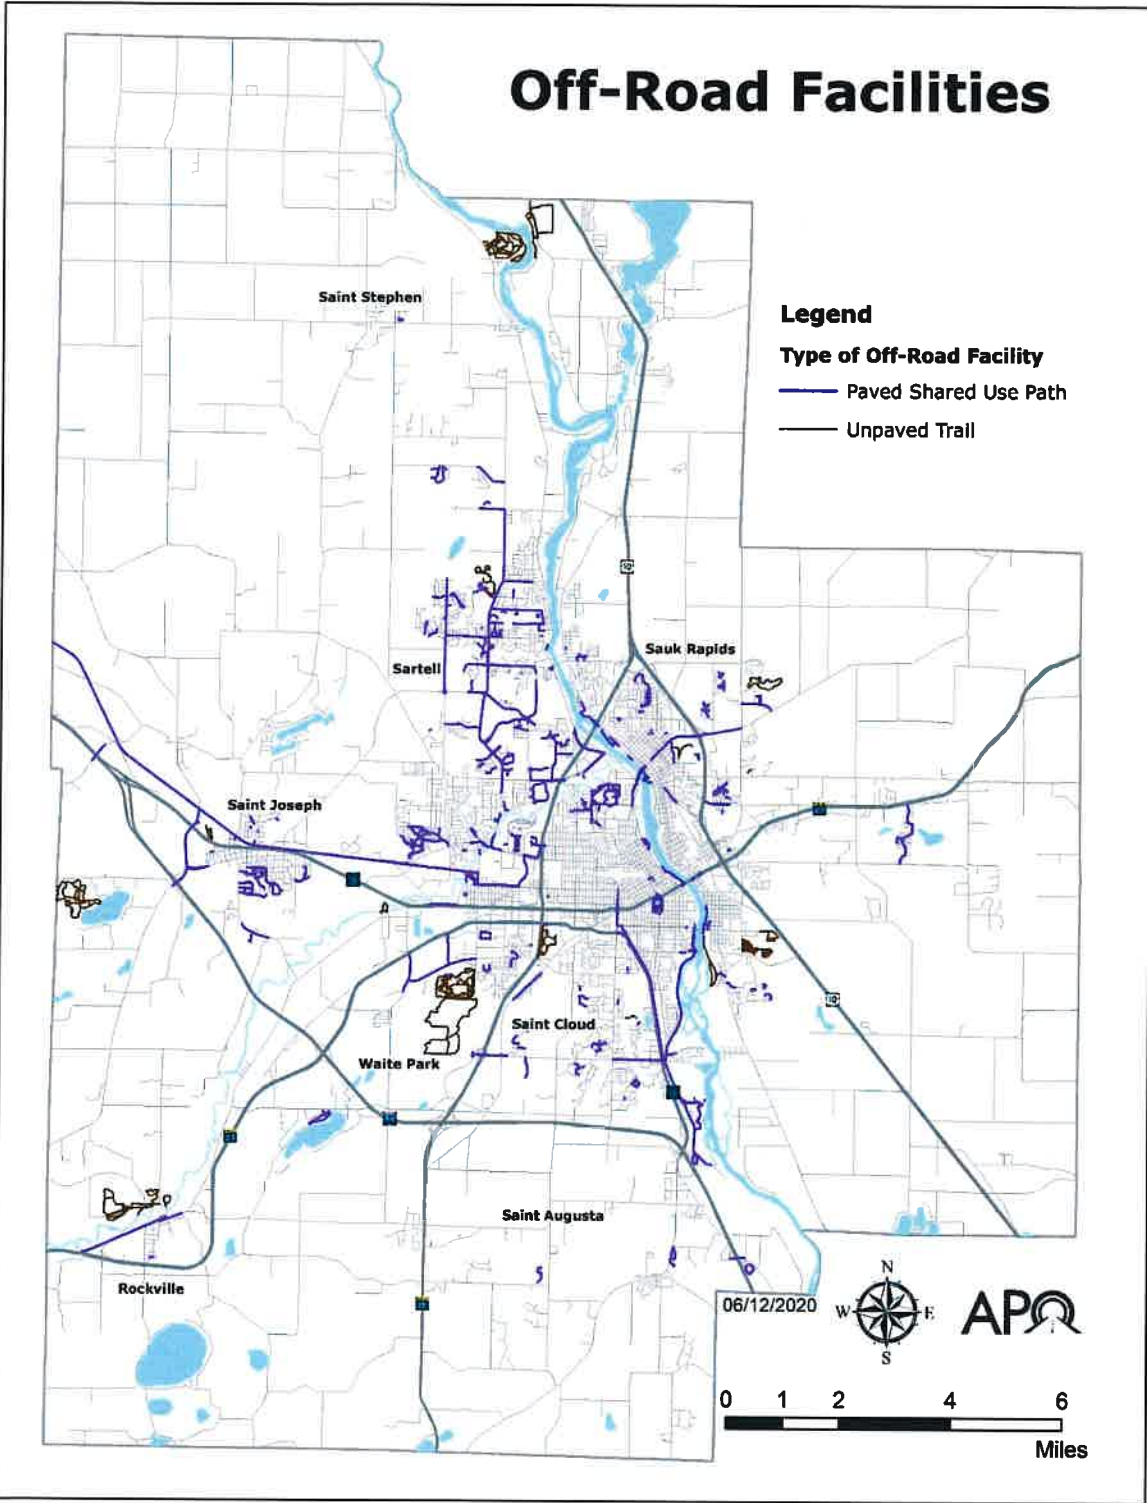 Off-Road Facilities
Saint Stephen
Legend
Type of Off-Road Facility
Paved Shared Use Path
Unpaved Trail
10
Sauk Rapids
Sartell
Saint Joseph
10
Saint Cloud
Waite Park
Saint Augusta
Rockville
06/12/2020
N
W
E
S
APO
0 1 2 4 6
Miles